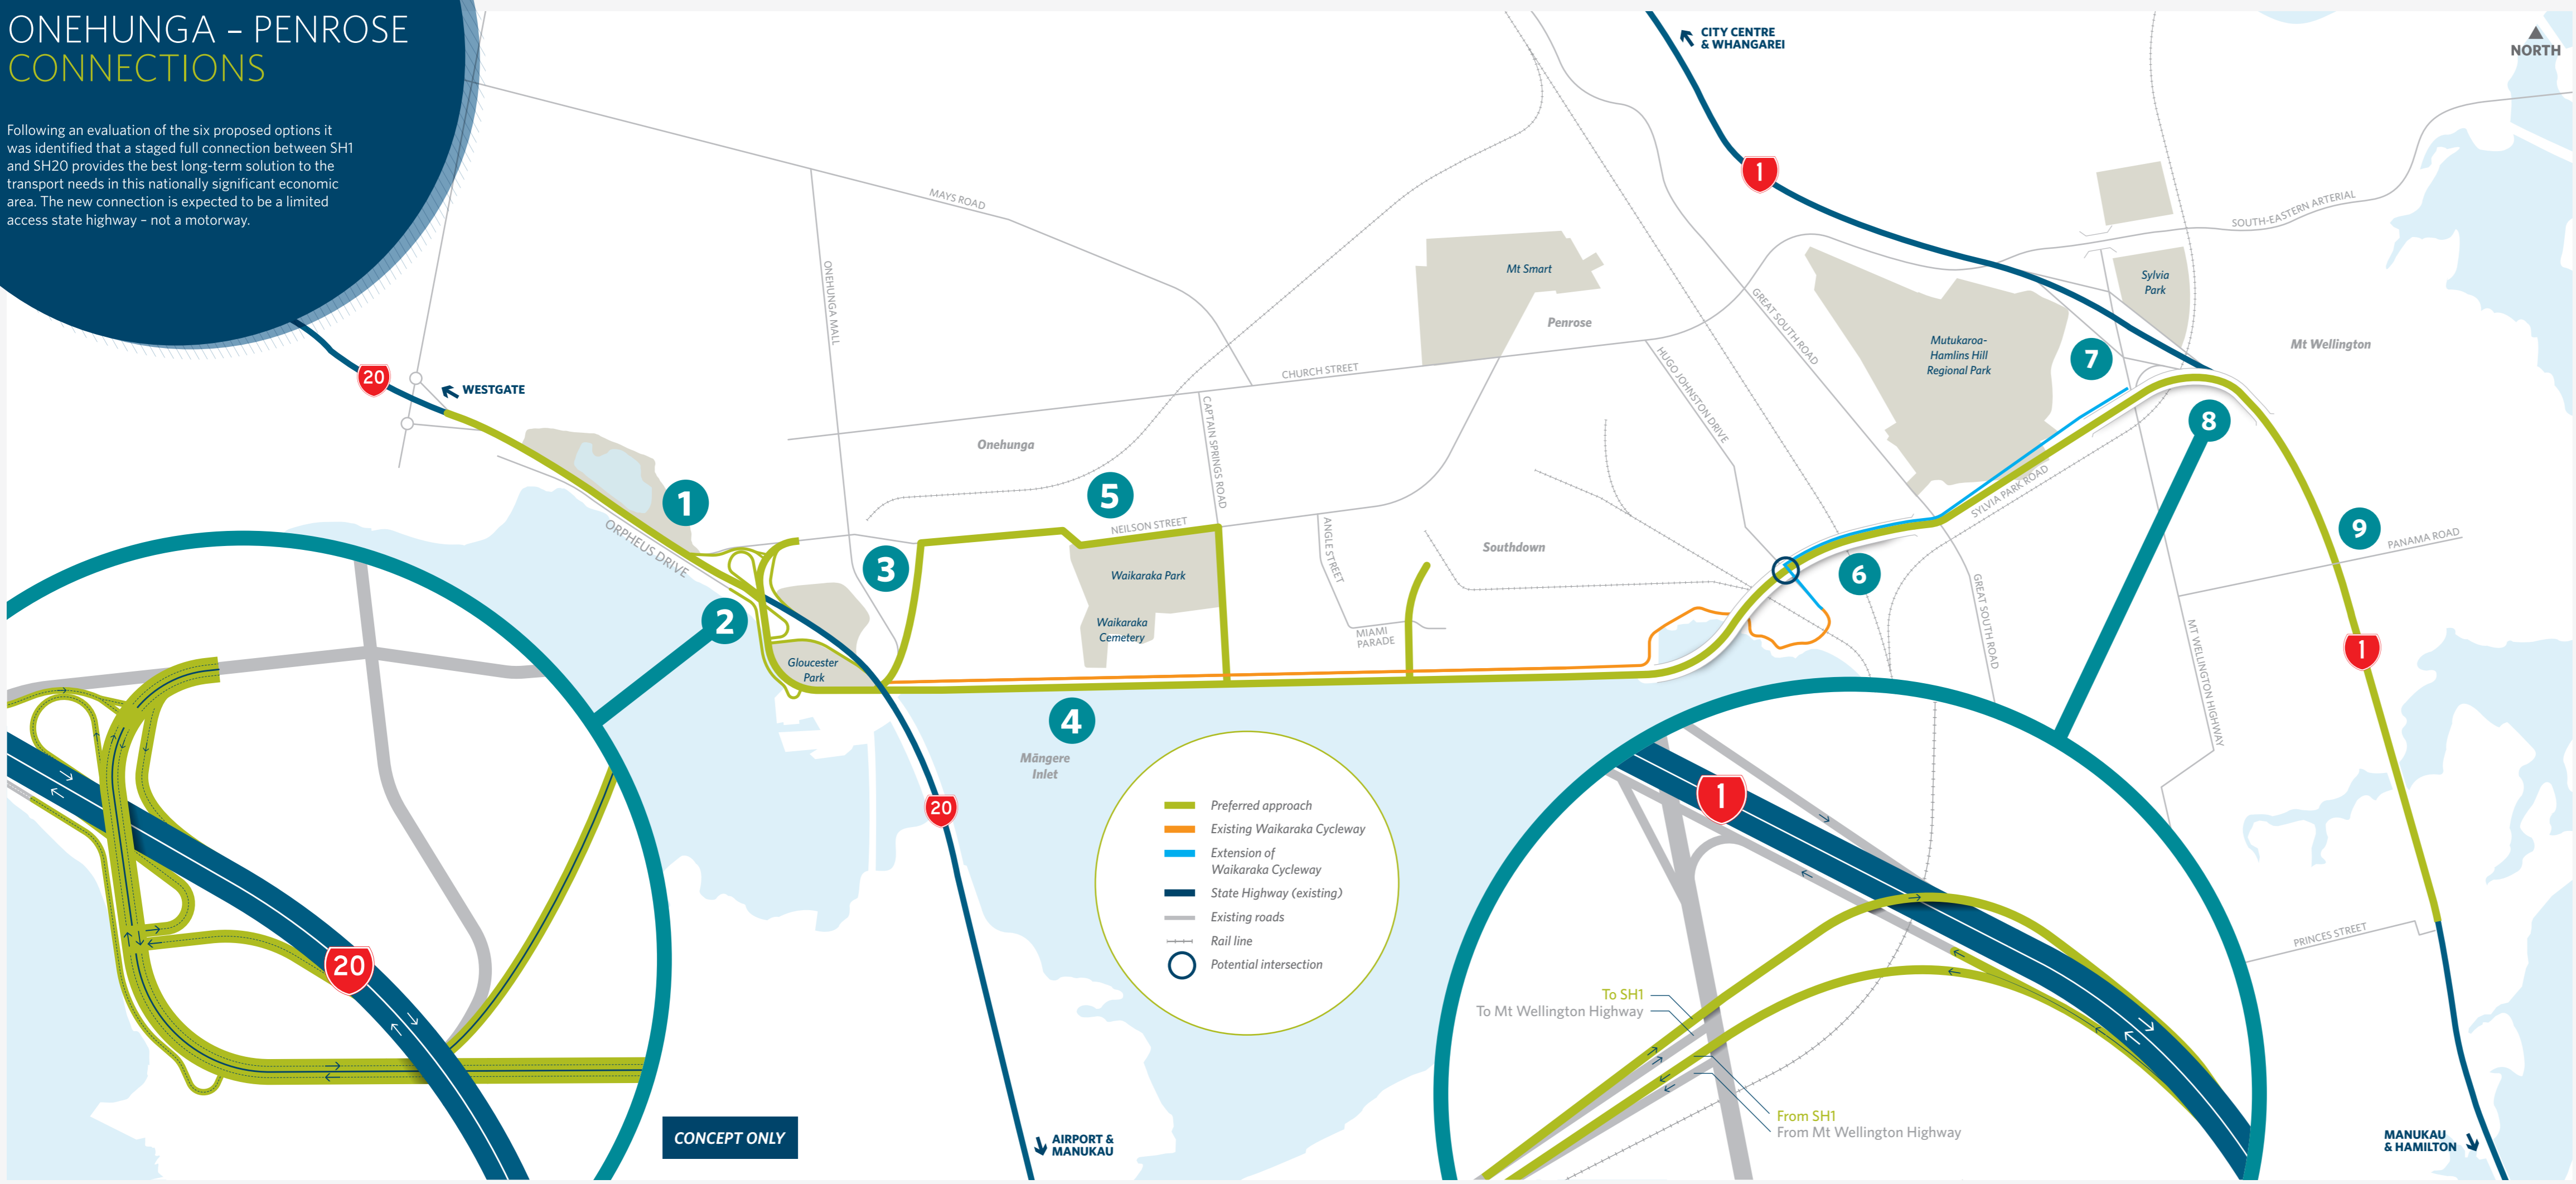 ONEHUNGA – PENROSE
CONNECTIONS
Following an evaluation of the six proposed options it
was identified that a staged full connection between SH1
and SH20 provides the best long-term solution to the
transport needs in this nationally significant economic
area. The new connection is expected to be a limited
access state highway – not a motorway.
CITY CENTRE
& WHANGAREI
NORTH
1
MAYS ROAD
SOUTH-EASTERN ARTERIAL
ONEHUNGA MALL
Mt Smart
Sylvia
Park
Penrose
GREAT SOUTH ROAD
Mutukaroa-
Hamlins Hill
Regional Park
Mt Wellington
7
20
WESTGATE
CHURCH STREET
HUGO JOHNSTON DRIVE
CAPTAIN SPRINGS ROAD
Onehunga
8
1
5
NEILSON STREET
SYLVIA PARK ROAD
ORPHEUS DRIVE
ANGLE STREET
Southdown
9
PANAMA ROAD
3
Waikaraka Park
6
2
Waikaraka
Cemetery
MIAMI
PARADE
GREAT SOUTH ROAD
MT WELLINGTON HIGHWAY
1
Gloucester
Park
4
Māngere
Inlet
20
Preferred approach
Existing Waikaraka Cycleway
Extension of
Waikaraka Cycleway
State Highway (existing)
Existing roads
Rail line
Potential intersection
1
20
PRINCES STREET
To SH1
To Mt Wellington Highway
From SH1
From Mt Wellington Highway
CONCEPT ONLY
AIRPORT &
MANUKAU
MANUKAU
& HAMILTON